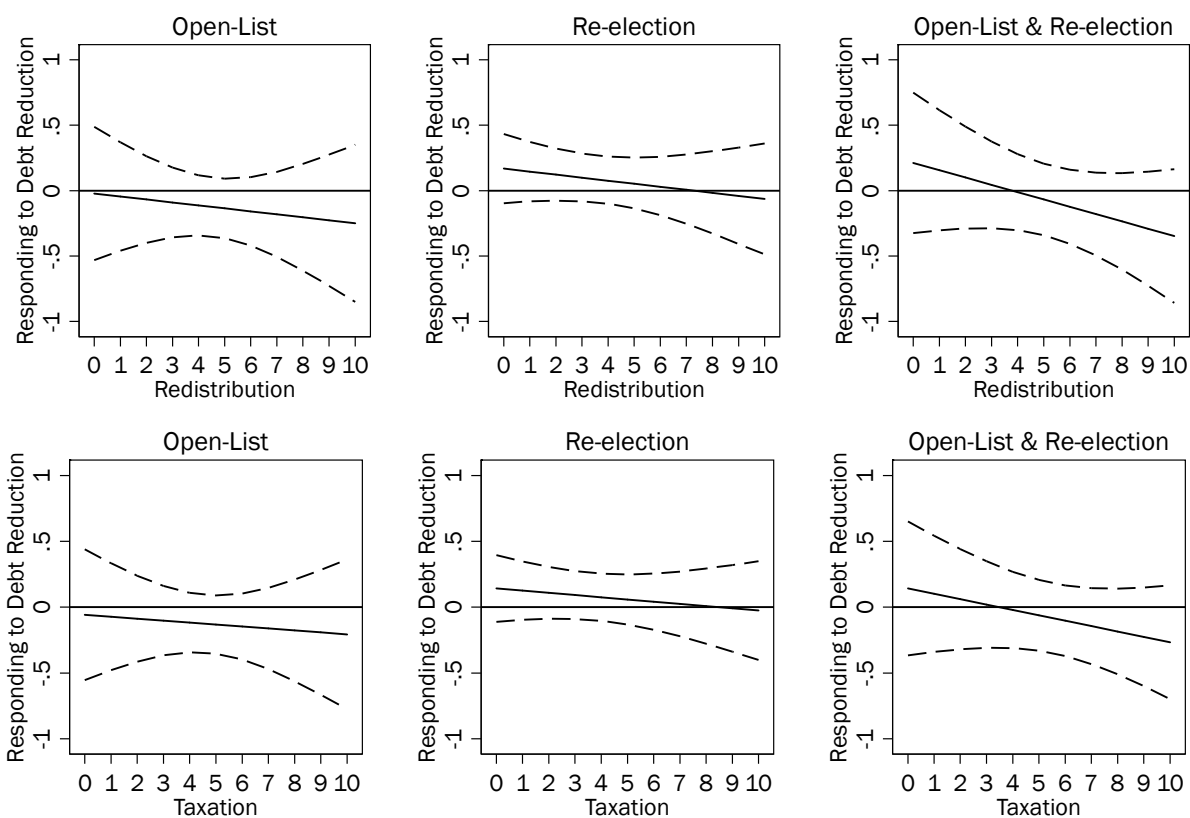 Open-List
Re-election
Open-List & Re-election
Responding to Debt Reduction
1
.5
0
-.5
-1
0 1 2 3 4 5 6 7 8 9 10
Redistribution
Responding to Debt Reduction
1
.5
0
-.5
-1
0 1 2 3 4 5 6 7 8 9 10
Redistribution
Responding to Debt Reduction
1
.5
0
-.5
-1
0 1 2 3 4 5 6 7 8 9 10
Redistribution
Open-List
Re-election
Open-List & Re-election
Responding to Debt Reduction
1
.5
0
-.5
-1
0 1 2 3 4 5 6 7 8 9 10
Taxation
Responding to Debt Reduction
1
.5
0
-.5
-1
0 1 2 3 4 5 6 7 8 9 10
Taxation
Responding to Debt Reduction
1
.5
0
-.5
-1
0 1 2 3 4 5 6 7 8 9 10
Taxation